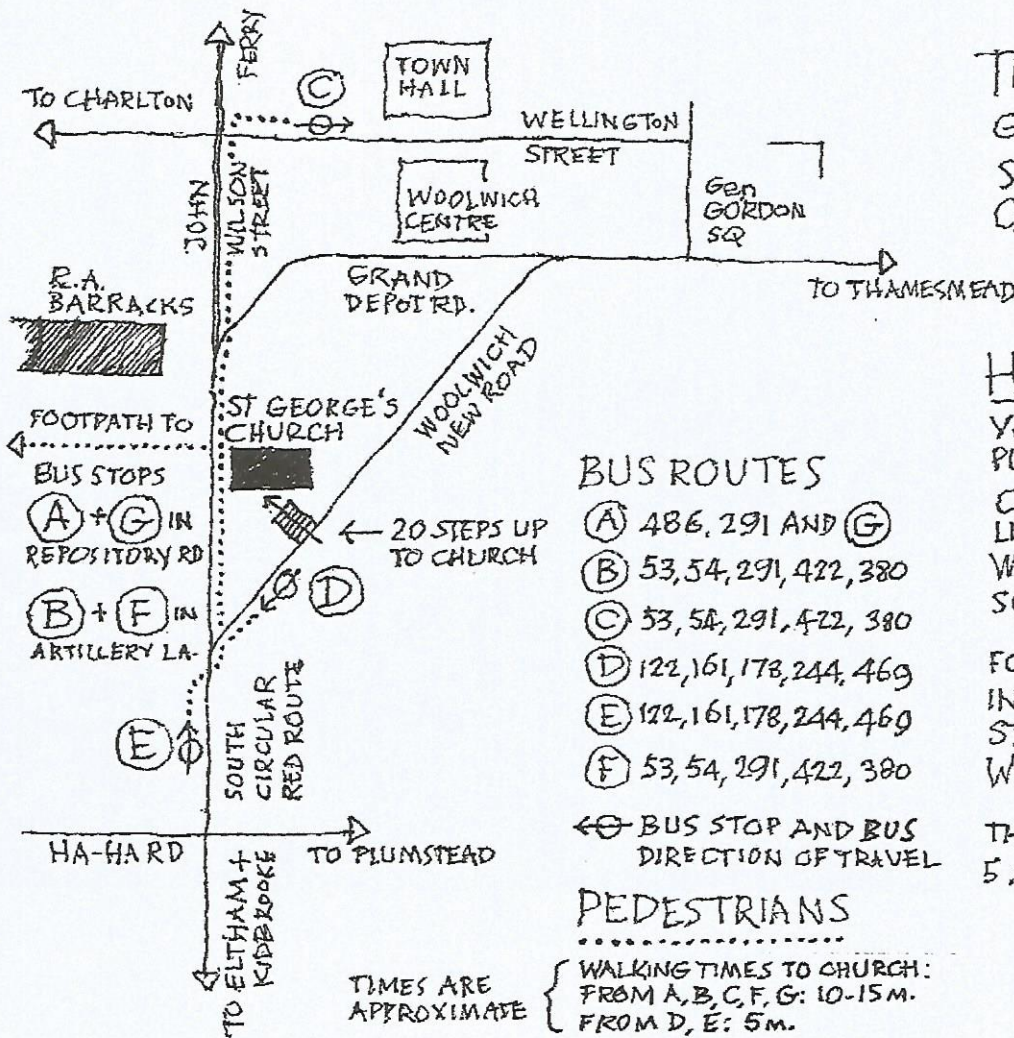 FERRY
TO CHARLTON
C
TOWN
HALL
WELLINGTON
STREET
JOHN
WILSON
STREET
WOOLWICH
CENTRE
Gen
GORDON
SQ
R.A.
BARRACKS
GRAND
DEPOT RD.
TO THAMESMEAD
WOOLWICH
NEW ROAD
ST GEORGE'S
CHURCH
FOOTPATH TO
BUS STOPS
A + G IN
REPOSITORY RD
B + F IN
ARTILLERY LA.
← 20 STEPS UP
TO CHURCH
D
E
SOUTH
CIRCULAR
RED ROUTE
HA-HA RD
TO PLUMSTEAD
TO ELTHAM +
KIDBROOKE
BUS ROUTES
A 486, 291 AND G
B 53, 54, 291, 422, 380
C 53, 54, 291, 422, 380
D 122, 161, 178, 244, 469
E 122, 161, 178, 244, 469
F 53, 54, 291, 422, 380
BUS STOP AND BUS
DIRECTION OF TRAVEL
PEDESTRIANS
TIMES ARE
APPROXIMATE
WALKING TIMES TO CHURCH:
FROM A, B, C, F, G: 10-15 M.
FROM D, E: 5 M.